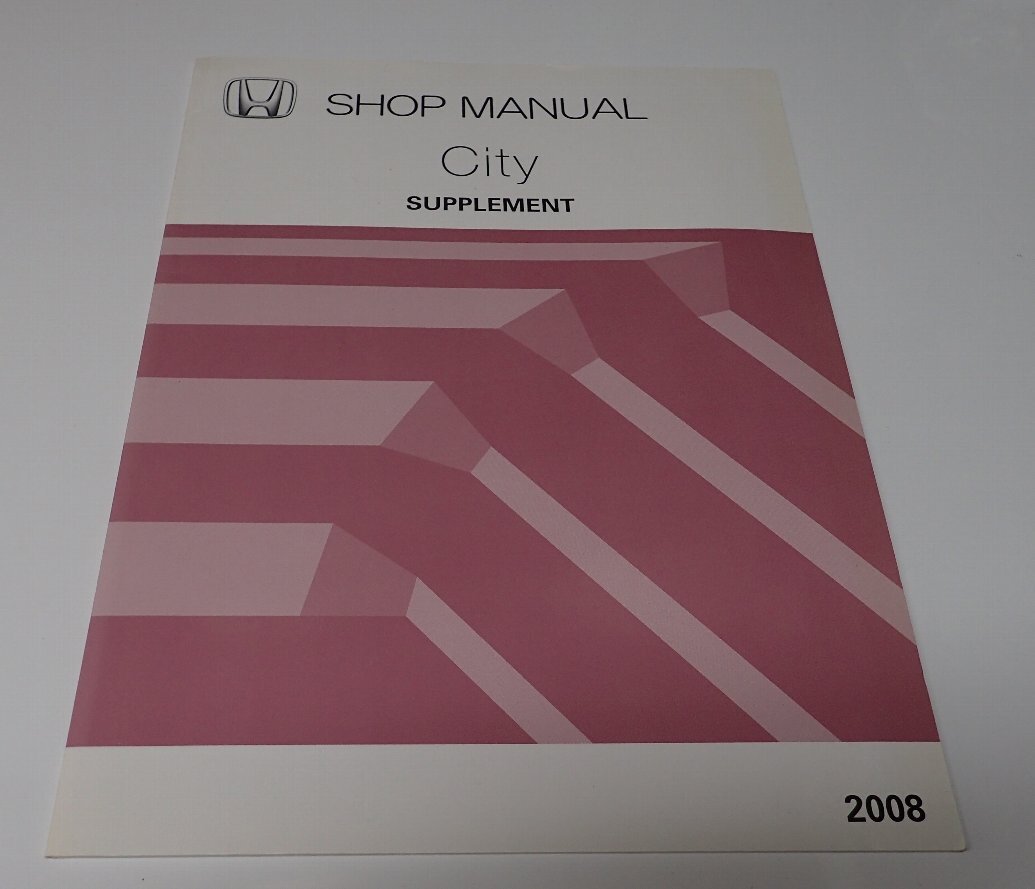 SHOP MANUAL
City
SUPPLEMENT
2008